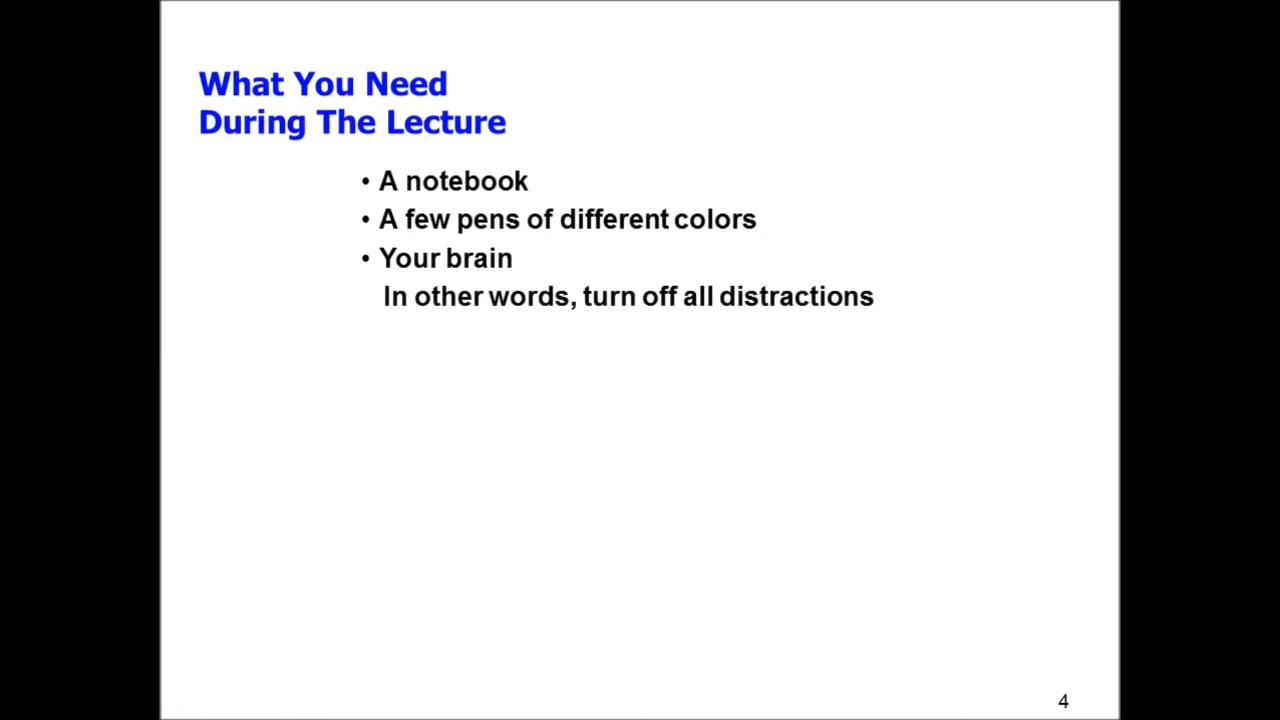 What You Need
During The Lecture
• A notebook
• A few pens of different colors
• Your brain
In other words, turn off all distractions
4